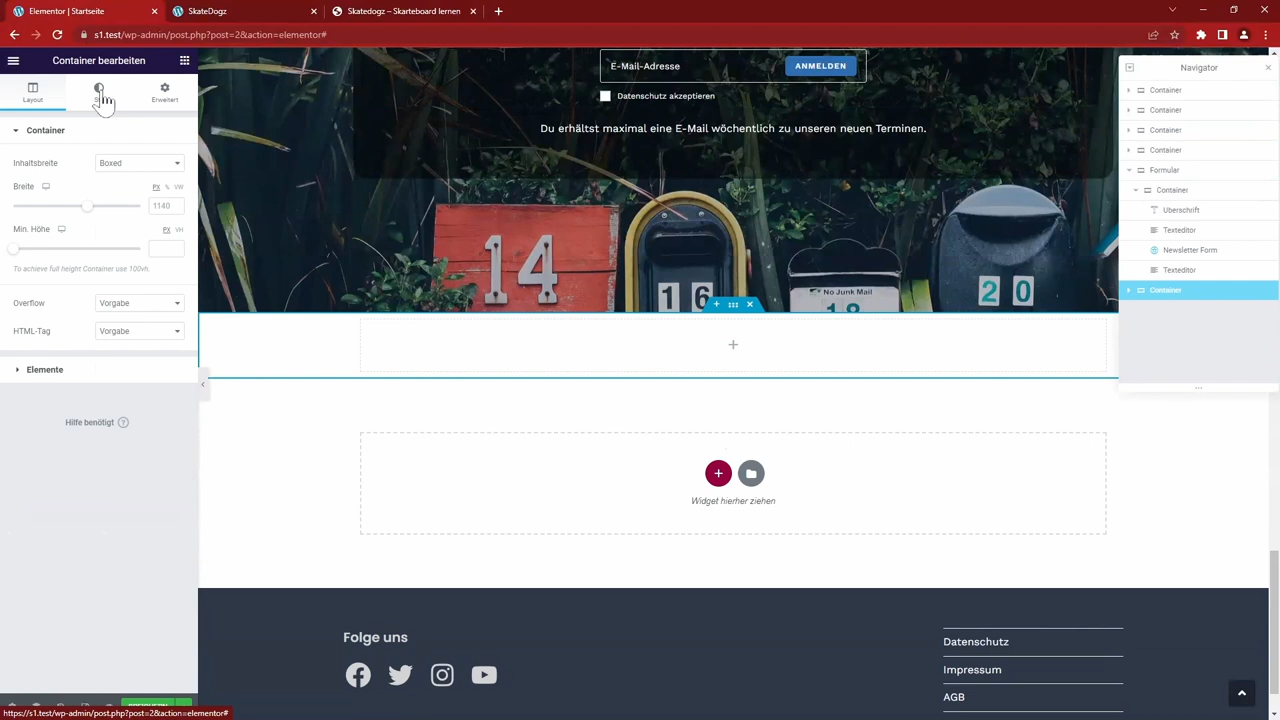 Elementor | Startseite
SkateDogz
Skatedogz – Skarteboard lernen
s1.test/wp-admin/post.php?post=2&action=elementor#
Container bearbeiten
Layout
Erweitert
Container
Inhaltsbreite
Boxed
Breite
PX % VW
1140
Min. Höhe
PX VH
To achieve full height Container use 100vh.
Overflow
Vorgabe
HTML-Tag
Vorgabe
Elemente
Hilfe benötigt
SPEICHERN
https://s1.test/wp-admin/post.php?post=2&action=elementor#
E-Mail-Adresse
ANMELDEN
Datenschutz akzeptieren
Du erhältst maximal eine E-Mail wöchentlich zu unseren neuen Terminen.
14
16
No Junk Mail
18
20
Widget hierher ziehen
Folge uns
Datenschutz
Impressum
AGB
Navigator
Container
Container
Container
Container
Formular
Container
Überschrift
Texteditor
Newsletter Form
Texteditor
Container